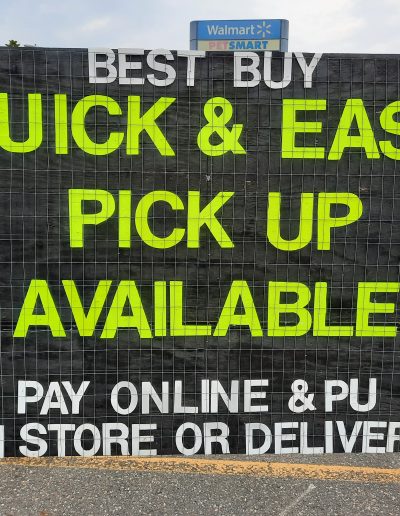 Walmart
PETSMART
BEST BUY
UICK & EAS
PICK UP
AVAILABLE
PAY ONLINE & PU
N STORE OR DELIVER